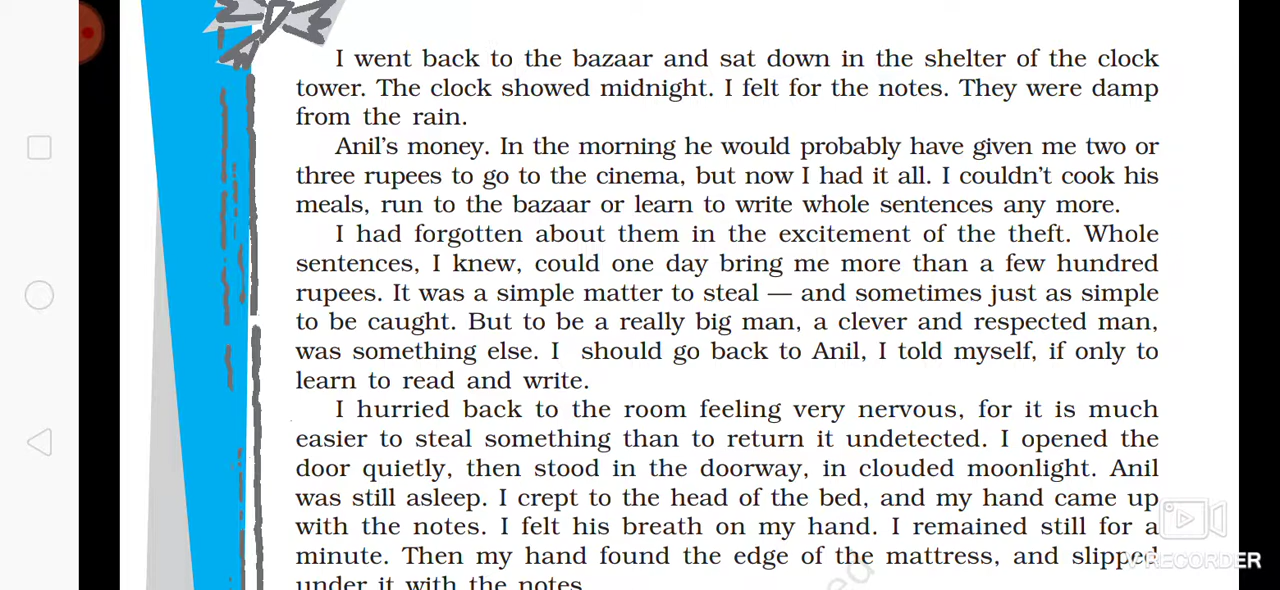 I went back to the bazaar and sat down in the shelter of the clock
tower. The clock showed midnight. I felt for the notes. They were damp
from the rain.
Anil's money. In the morning he would probably have given me two or
three rupees to go to the cinema, but now I had it all. I couldn't cook his
meals, run to the bazaar or learn to write whole sentences any more.
I had forgotten about them in the excitement of the theft. Whole
sentences, I knew, could one day bring me more than a few hundred
rupees. It was a simple matter to steal — and sometimes just as simple
to be caught. But to be a really big man, a clever and respected man,
was something else. I should go back to Anil, I told myself, if only to
learn to read and write.
I hurried back to the room feeling very nervous, for it is much
easier to steal something than to return it undetected. I opened the
door quietly, then stood in the doorway, in clouded moonlight. Anil
was still asleep. I crept to the head of the bed, and my hand came up
with the notes. I felt his breath on my hand. I remained still for a
minute. Then my hand found the edge of the mattress, and slipped
VRECORDER
under it with the notes.